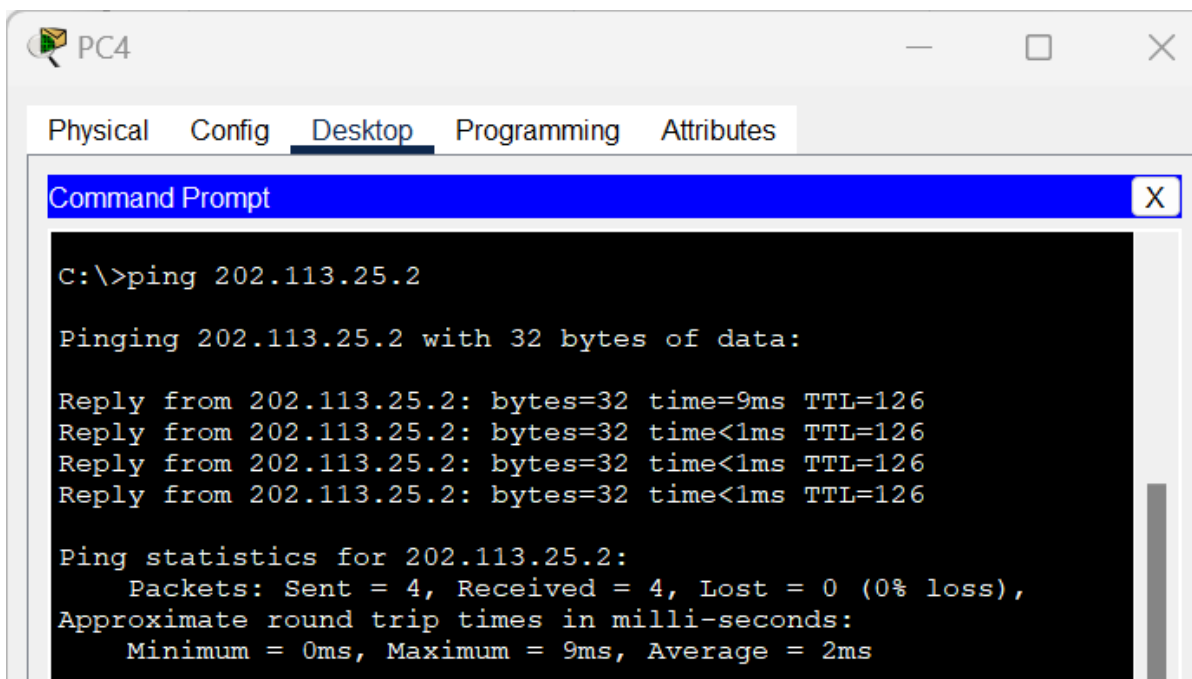 PC4
Physical Config Desktop Programming Attributes
Command Prompt X
C:\>ping 202.113.25.2
Pinging 202.113.25.2 with 32 bytes of data:
Reply from 202.113.25.2: bytes=32 time=9ms TTL=126
Reply from 202.113.25.2: bytes=32 time<1ms TTL=126
Reply from 202.113.25.2: bytes=32 time<1ms TTL=126
Reply from 202.113.25.2: bytes=32 time<1ms TTL=126
Ping statistics for 202.113.25.2:
    Packets: Sent = 4, Received = 4, Lost = 0 (0% loss),
Approximate round trip times in milli-seconds:
    Minimum = 0ms, Maximum = 9ms, Average = 2ms